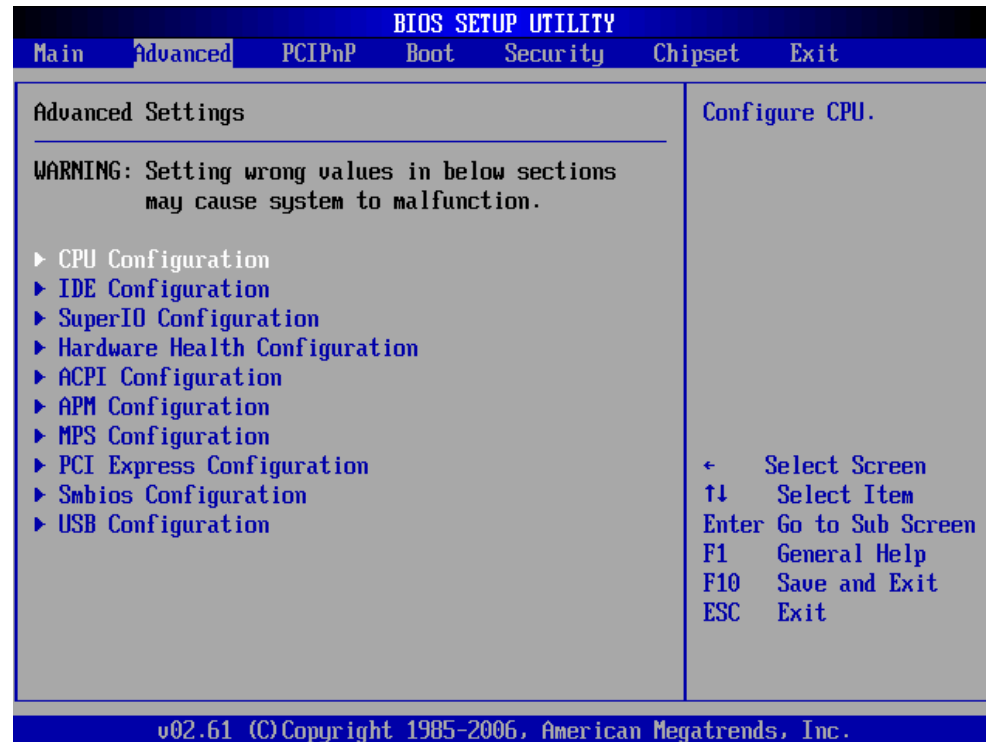 BIOS SETUP UTILITY
Main Advanced PCIPnP Boot Security Chipset Exit
Advanced Settings
WARNING: Setting wrong values in below sections
may cause system to malfunction.
▶ CPU Configuration
▶ IDE Configuration
▶ SuperIO Configuration
▶ Hardware Health Configuration
▶ ACPI Configuration
▶ APM Configuration
▶ MPS Configuration
▶ PCI Express Configuration
▶ Smbios Configuration
▶ USB Configuration
Configure CPU.
← Select Screen
↑↓ Select Item
Enter Go to Sub Screen
F1 General Help
F10 Save and Exit
ESC Exit
v02.61 (C)Copyright 1985-2006, American Megatrends, Inc.